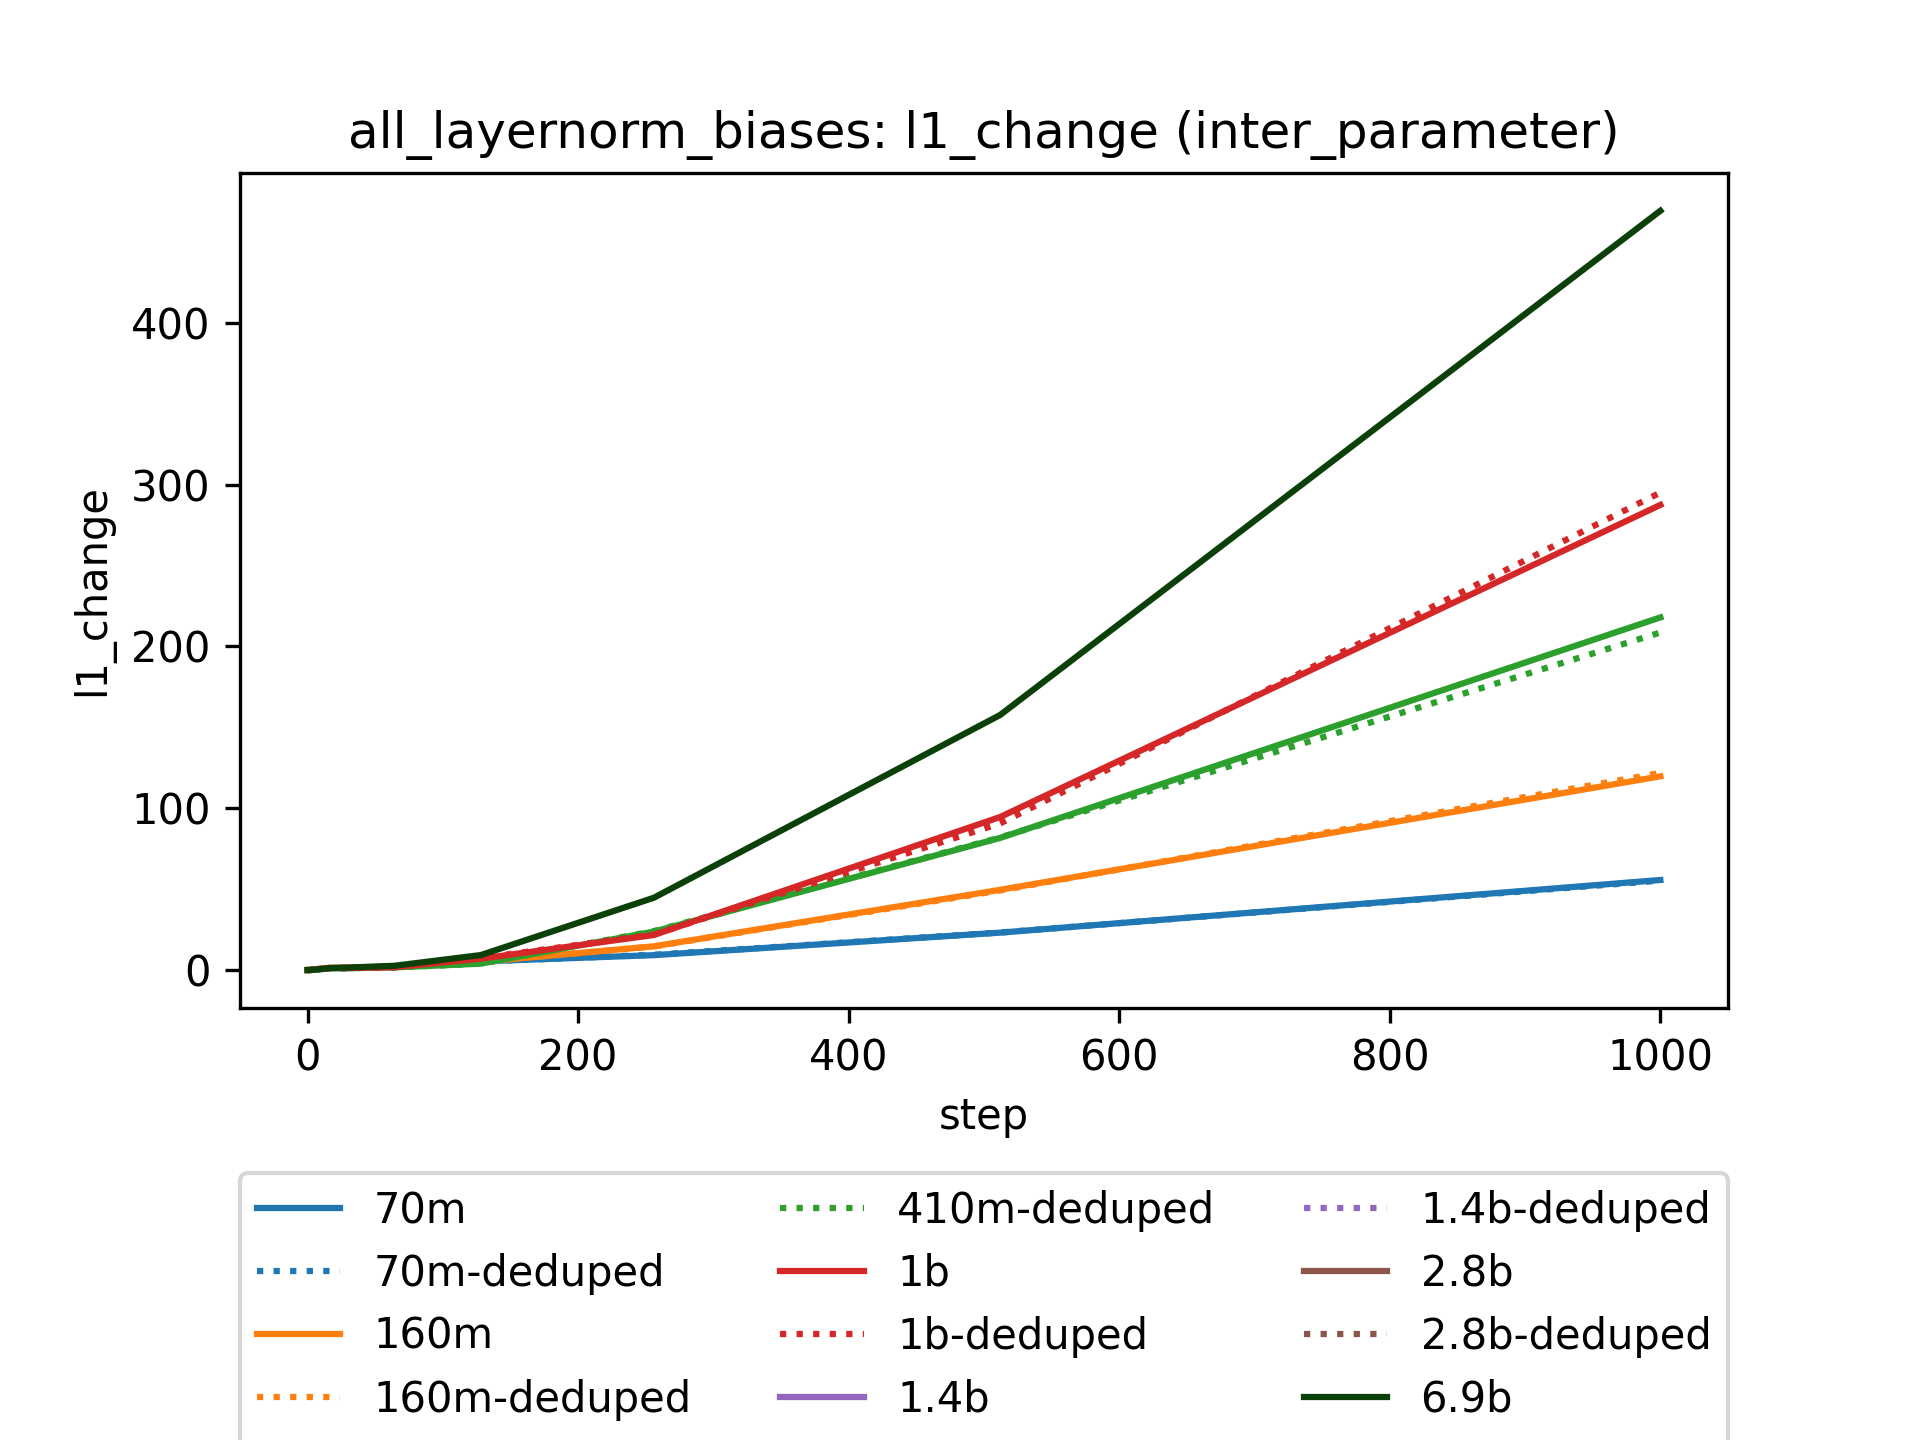 all_layernorm_biases: l1_change (inter_parameter)
400
300
200
100
0
l1_change
0 200 400 600 800 1000
step
70m 410m-deduped 1.4b-deduped
70m-deduped 1b 2.8b
160m 1b-deduped 2.8b-deduped
160m-deduped 1.4b 6.9b